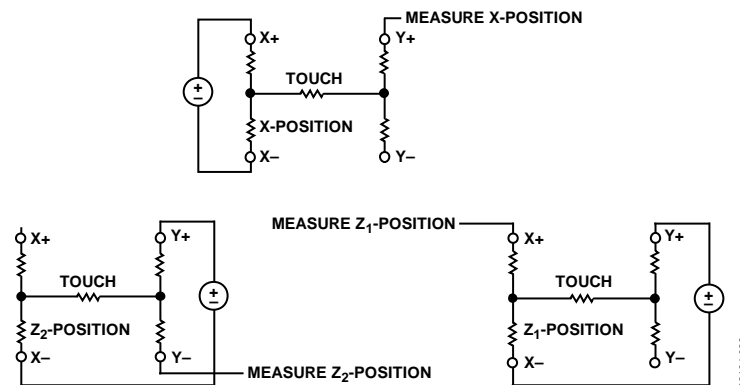 MEASURE X-POSITION
X+ Y+
TOUCH
+
–
X-POSITION
X– Y–
MEASURE Z1-POSITION
X+ Y+
TOUCH
+
–
Z2-POSITION
X– Y–
MEASURE Z2-POSITION
X+ Y+
TOUCH
+
–
Z1-POSITION
X– Y–